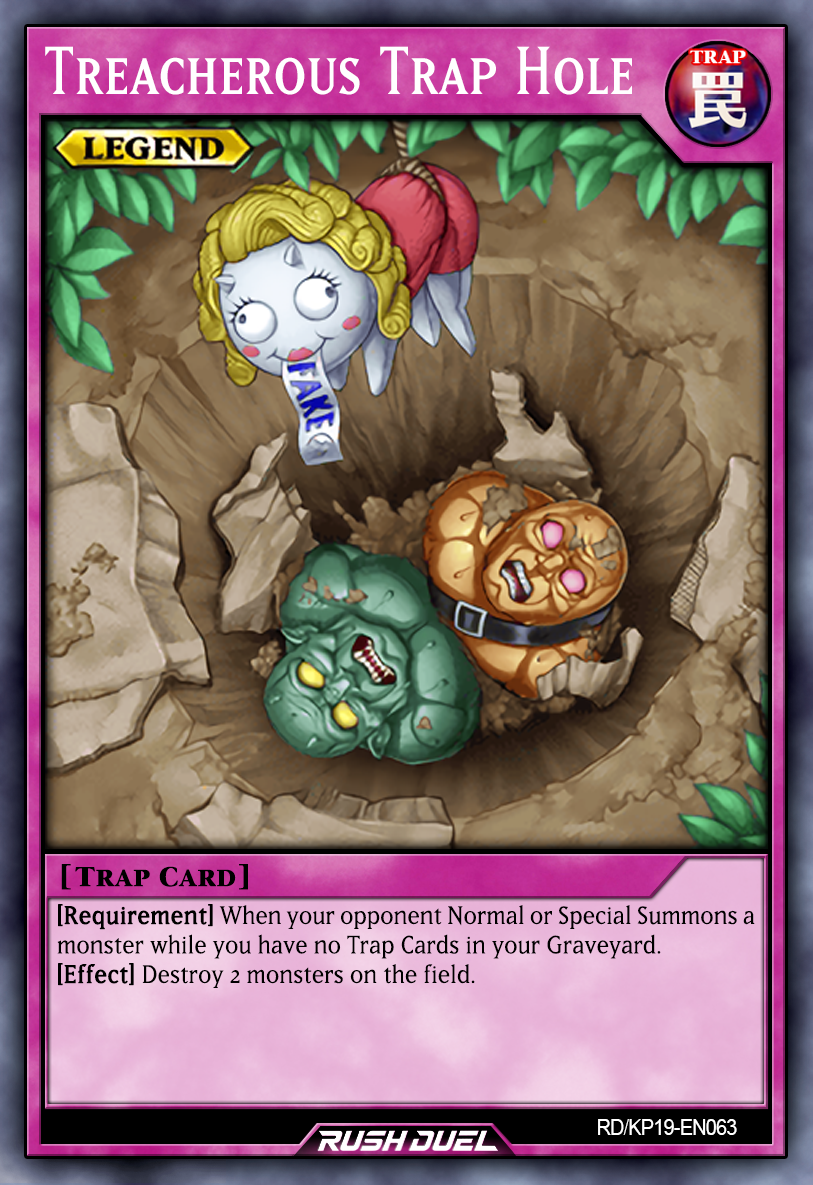 Treacherous Trap Hole
TRAP
罠
LEGEND
FAKE
[Trap Card]
[Requirement] When your opponent Normal or Special Summons a
monster while you have no Trap Cards in your Graveyard.
[Effect] Destroy 2 monsters on the field.
RD/KP19-EN063
RUSH DUEL